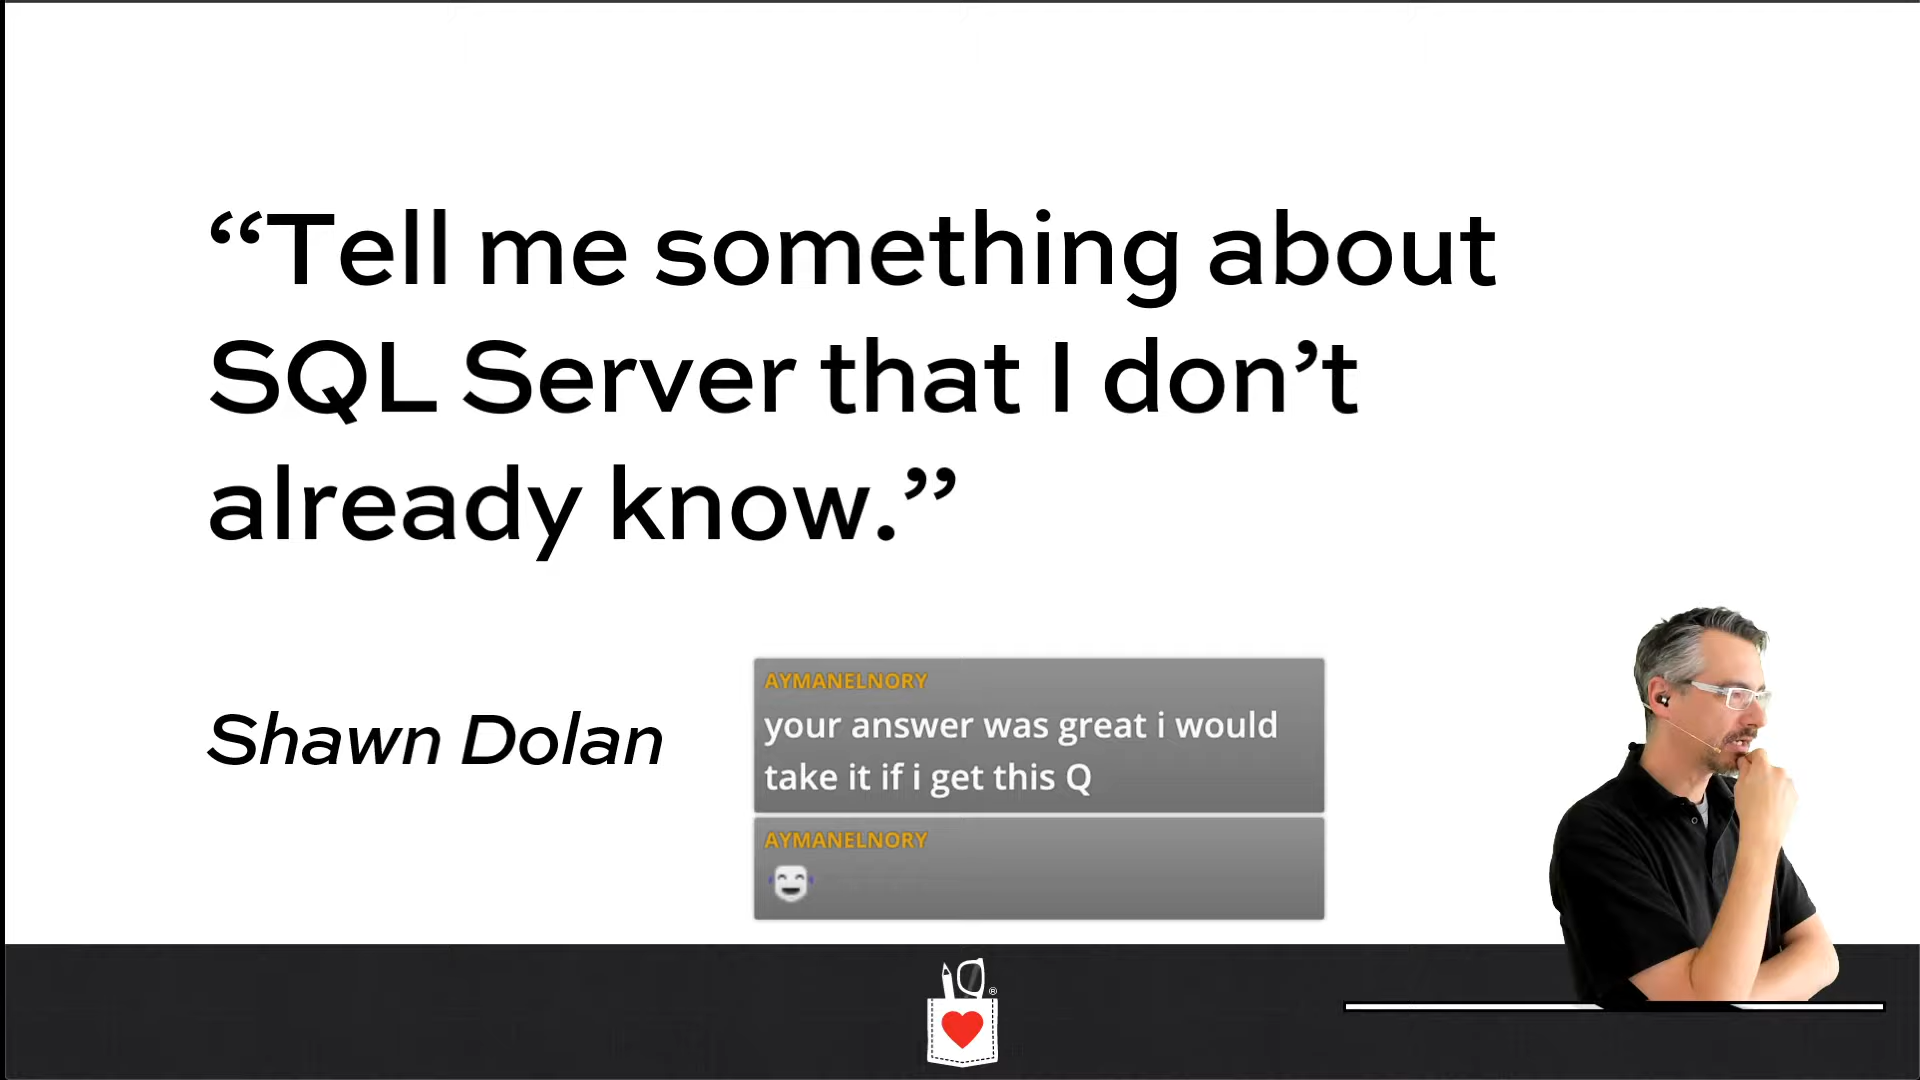 “Tell me something about
SQL Server that I don’t
already know.”
Shawn Dolan
AYMANELNORY
your answer was great i would
take it if i get this Q
AYMANELNORY
®